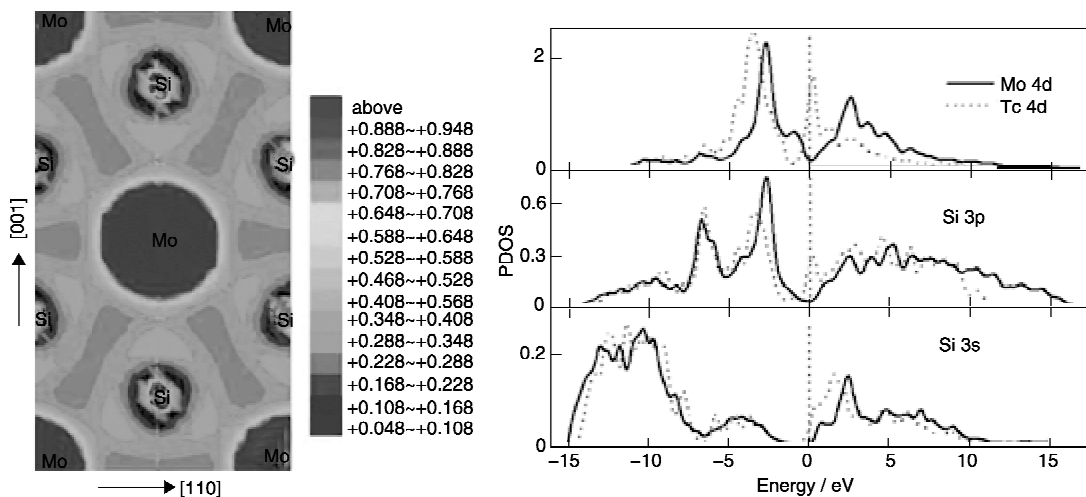 Mo
Mo
Si
Si
Si
Mo
Si
Si
Si
Mo
Mo
[001]
[110]
above
+0.888~+0.948
+0.828~+0.888
+0.768~+0.828
+0.708~+0.768
+0.648~+0.708
+0.588~+0.648
+0.528~+0.588
+0.468~+0.528
+0.408~+0.568
+0.348~+0.408
+0.288~+0.348
+0.228~+0.288
+0.168~+0.228
+0.108~+0.168
+0.048~+0.108
2
0
Mo 4d
Tc 4d
0.6
0.3
0
Si 3p
PDOS
0.2
0
Si 3s
−15 −10 −5 0 5 10 15
Energy / eV